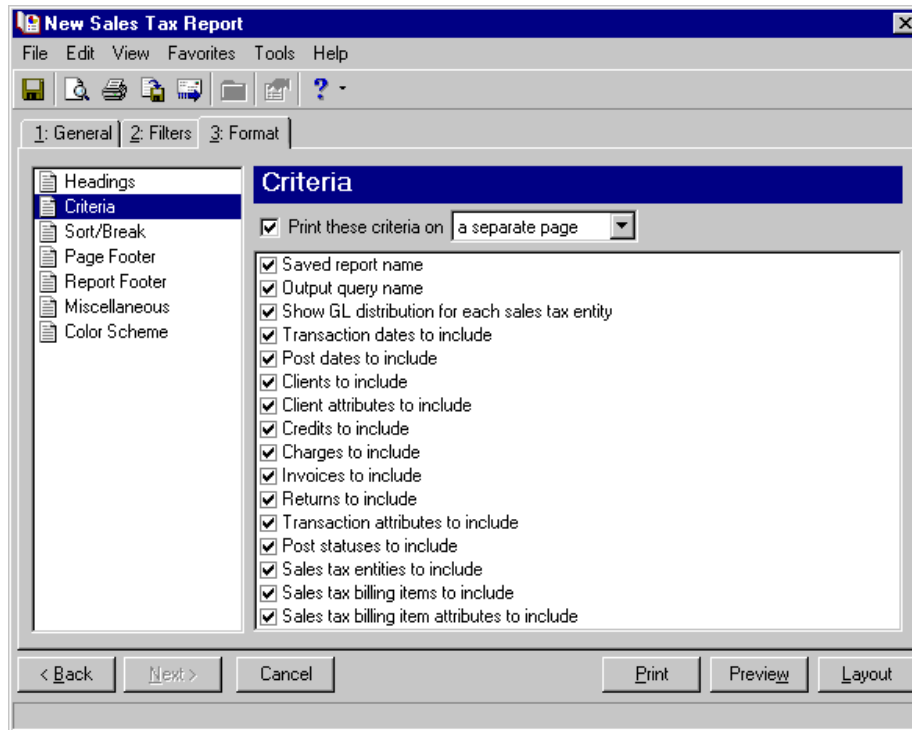 New Sales Tax Report
File Edit View Favorites Tools Help
?
1: General 2: Filters 3: Format
Headings
Criteria
Sort/Break
Page Footer
Report Footer
Miscellaneous
Color Scheme
Criteria
Print these criteria on a separate page
Saved report name
Output query name
Show GL distribution for each sales tax entity
Transaction dates to include
Post dates to include
Clients to include
Client attributes to include
Credits to include
Charges to include
Invoices to include
Returns to include
Transaction attributes to include
Post statuses to include
Sales tax entities to include
Sales tax billing items to include
Sales tax billing item attributes to include
< Back Next > Cancel Print Preview Layout